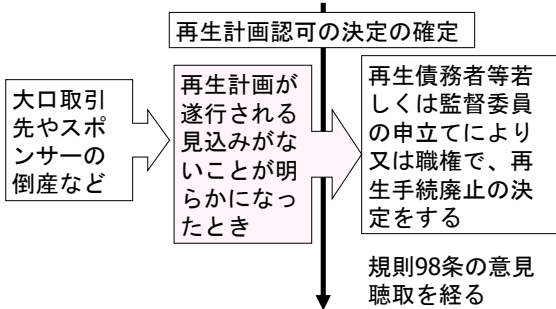 再生計画認可の決定の確定
大口取引
先やスポ
ンサーの
倒産など
再生計画が
遂行される
見込みがな
いことが明
らかになっ
たとき
再生債務者等若
しくは監督委員
の申立てにより
又は職権で、再
生手続廃止の決
定をする
規則98条の意見
聴取を経る